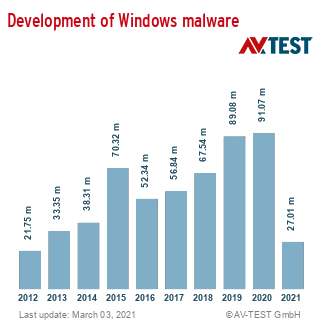 Development of Windows malware
AVTEST
21.75 m
33.35 m
38.31 m
70.32 m
52.34 m
56.84 m
67.54 m
89.08 m
91.07 m
27.01 m
2012 2013 2014 2015 2016 2017 2018 2019 2020 2021
Last update: March 03, 2021 ©AV-TEST GmbH